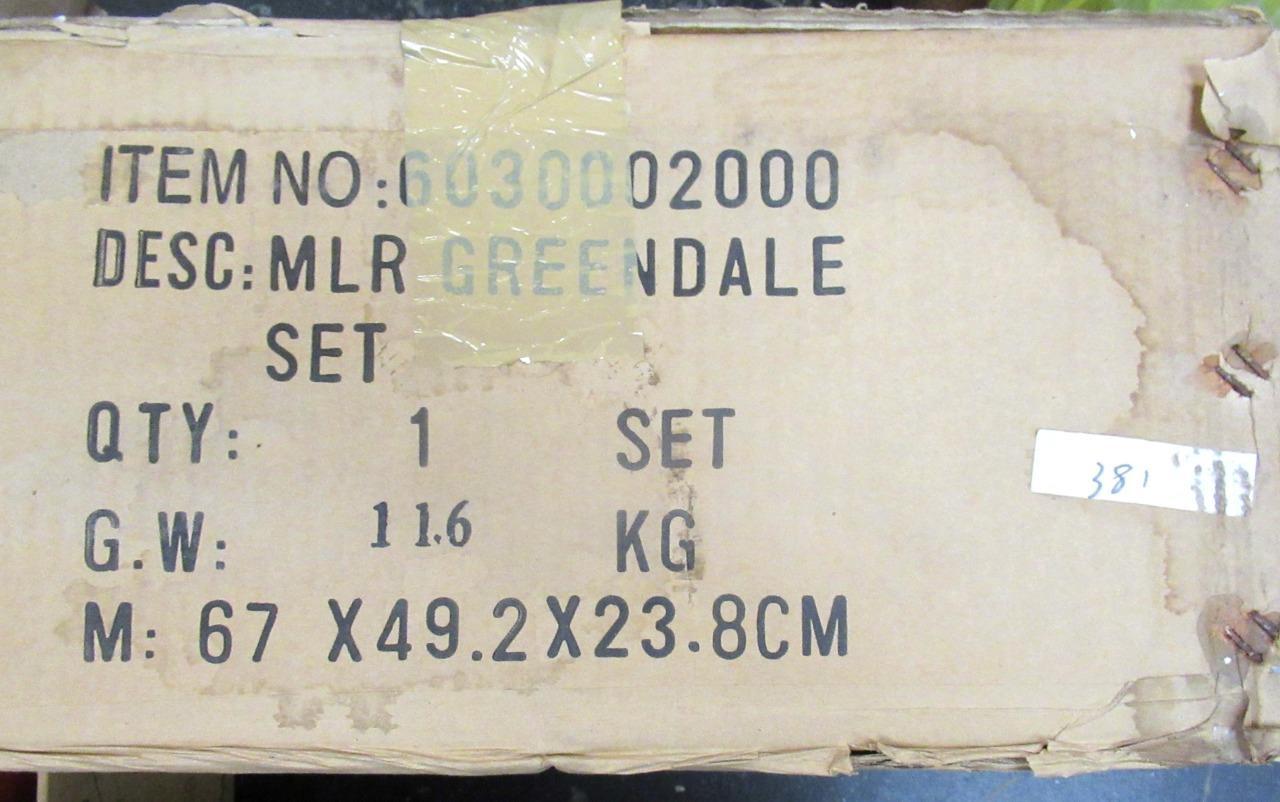 ITEM NO:6030002000
DESC:MLR GREENDALE
SET
QTY: 1 SET
G.W: 11.6 KG
M: 67 X49.2X23.8CM
381